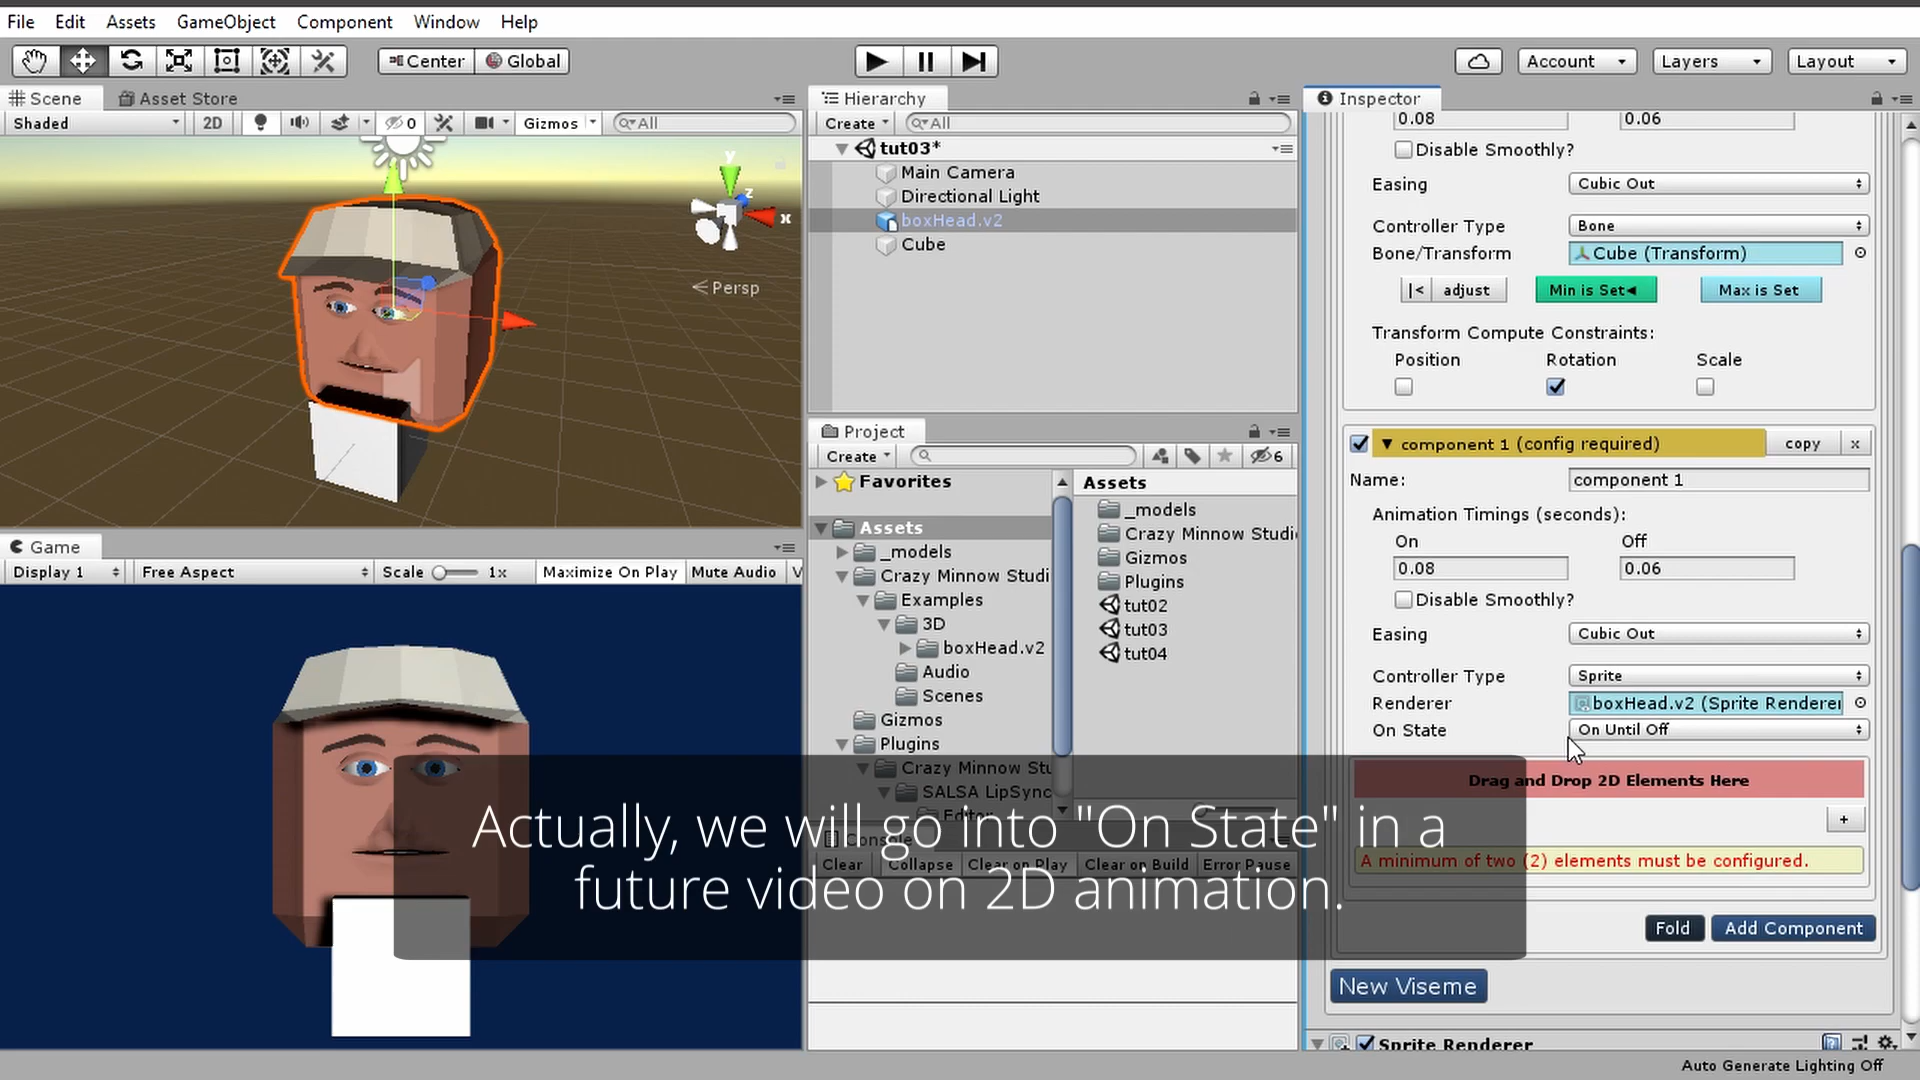 File Edit Assets GameObject Component Window Help
Center Global Account Layers Layout
Scene Asset Store
Shaded 2D 0 Gizmos All
y
z
x
Persp
Hierarchy
Create All
tut03*
Main Camera
Directional Light
boxHead.v2
Cube
Game
Display 1 Free Aspect Scale 1x Maximize On Play Mute Audio V
Project
Create 6
Favorites
Assets
_models
Crazy Minnow Studi
Examples
3D
boxHead.v2
Audio
Scenes
Gizmos
Plugins
Crazy Minnow Stu
SALSA LipSync
Editor
Assets
_models
Crazy Minnow Studi
Gizmos
Plugins
tut02
tut03
tut04
Console
Clear Collapse Clear on Play Clear on Build Error Pause
Inspector
0.08 0.06
Disable Smoothly?
Easing Cubic Out
Controller Type Bone
Bone/Transform Cube (Transform)
|< adjust Min is Set◄ Max is Set
Transform Compute Constraints:
Position Rotation Scale
component 1 (config required) copy x
Name: component 1
Animation Timings (seconds):
On Off
0.08 0.06
Disable Smoothly?
Easing Cubic Out
Controller Type Sprite
Renderer boxHead.v2 (Sprite Renderer
On State On Until Off
Drag and Drop 2D Elements Here
+
A minimum of two (2) elements must be configured.
Fold Add Component
New Viseme
Sprite Renderer
Actually, we will go into "On State" in a
future video on 2D animation.
Auto Generate Lighting Off